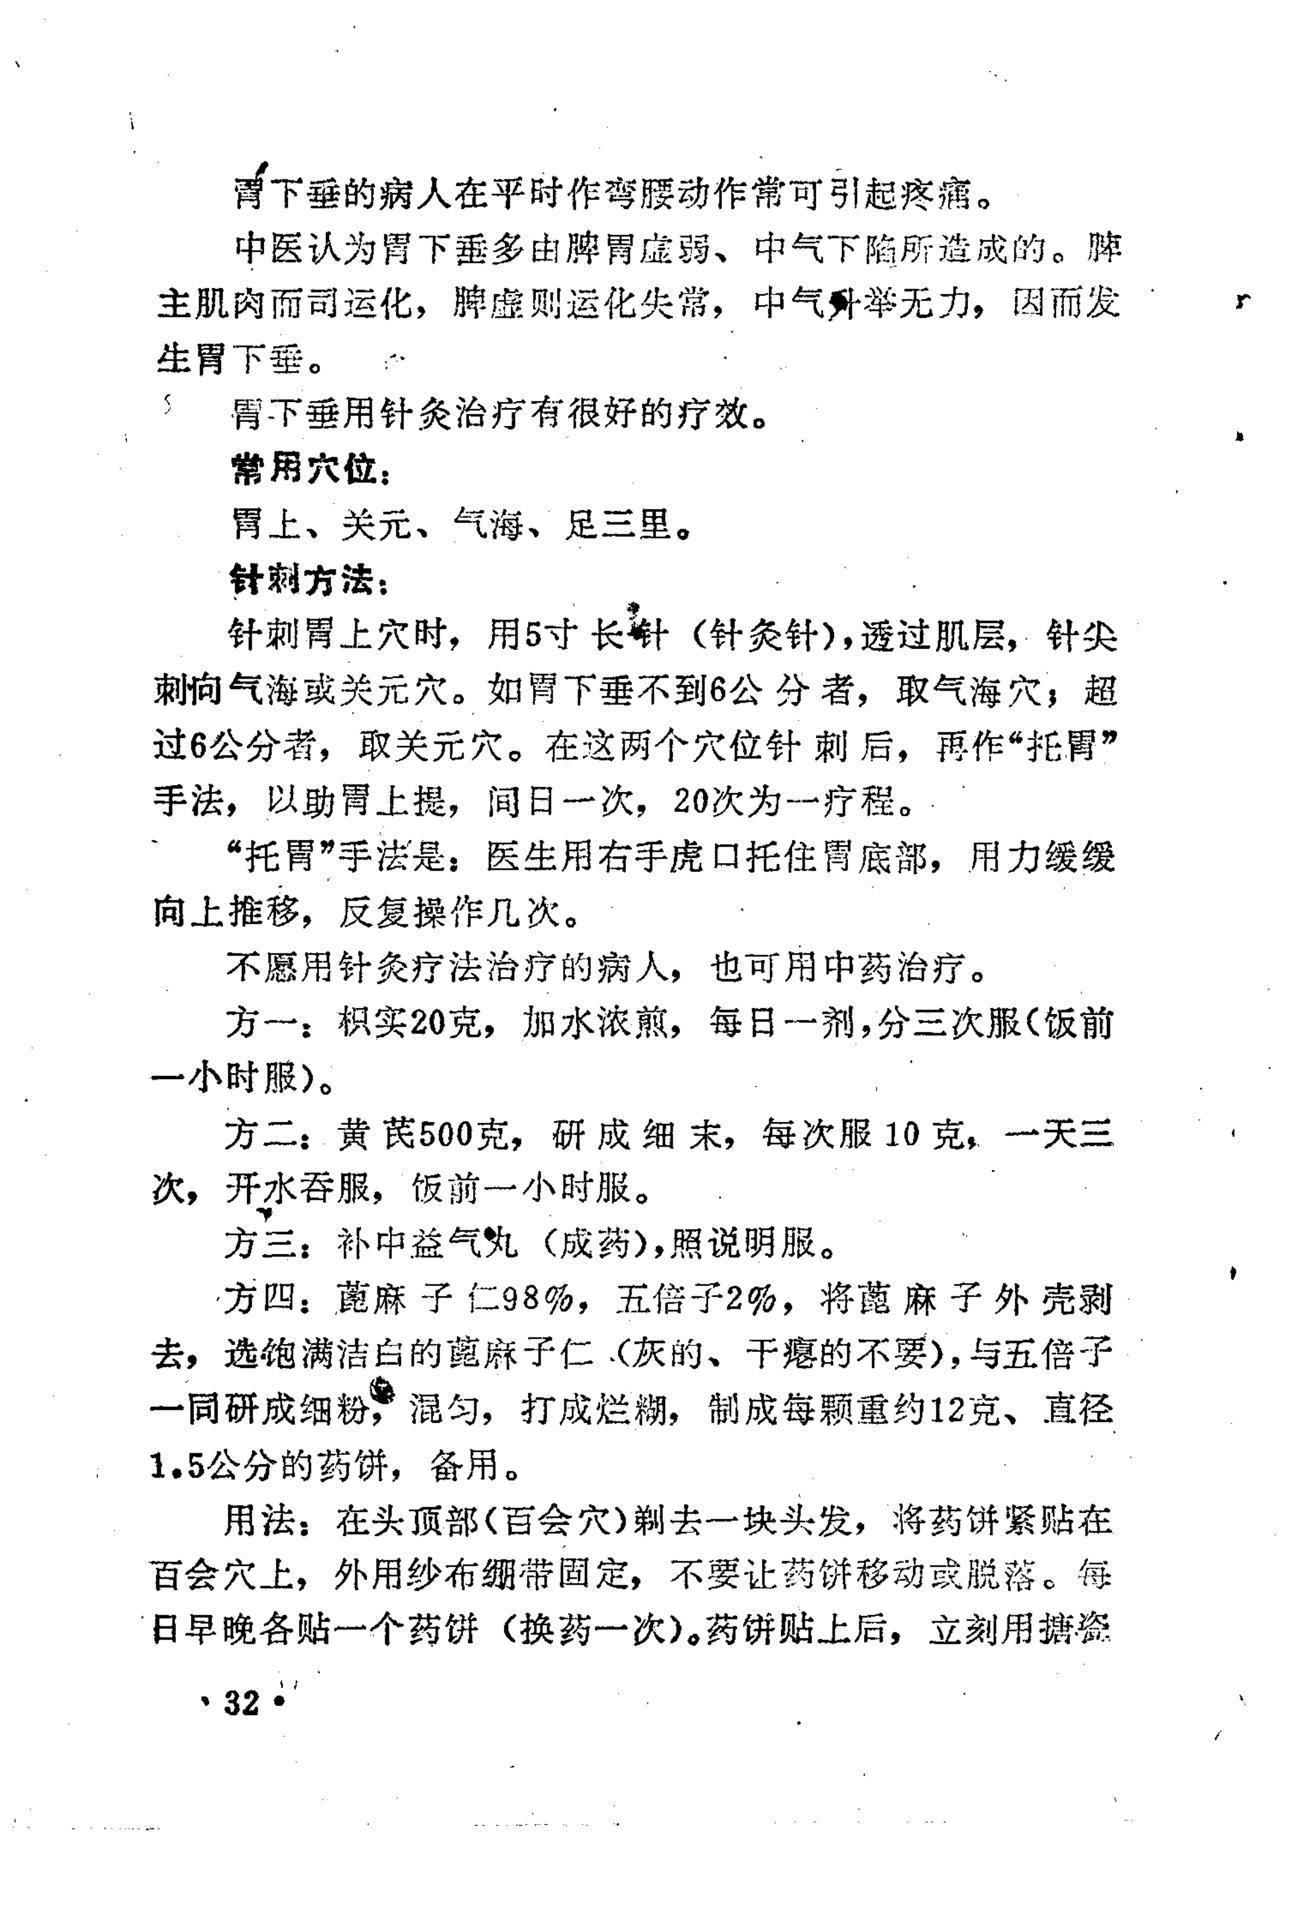 胃下垂的病人在平时作弯腰动作常可引起疼痛。
中医认为胃下垂多由脾胃虚弱、中气下陷所造成的。脾
主肌肉而司运化，脾虚则运化失常，中气升举无力，因而发
生胃下垂。
胃下垂用针灸治疗有很好的疗效。
常用穴位：
胃上、关元、气海、足三里。
针刺方法：
针刺胃上穴时，用5寸长针（针灸针），透过肌层，针尖
刺向气海或关元穴。如胃下垂不到6公分者，取气海穴；超
过6公分者，取关元穴。在这两个穴位针刺后，再作“托胃”
手法，以助胃上提，间日一次，20次为一疗程。
“托胃”手法是：医生用右手虎口托住胃底部，用力缓缓
向上推移，反复操作几次。
不愿用针灸疗法治疗的病人，也可用中药治疗。
方一：枳实20克，加水浓煎，每日一剂，分三次服（饭前
一小时服）。
方二：黄芪500克，研成细末，每次服10克，一天三
次，开水吞服，饭前一小时服。
方三：补中益气丸（成药），照说明服。
方四：蓖麻子仁98%，五倍子2%，将蓖麻子外壳剥
去，选饱满洁白的蓖麻子仁（灰的、干瘪的不要），与五倍子
一同研成细粉，混匀，打成烂糊，制成每颗重约12克、直径
1.5公分的药饼，备用。
用法：在头顶部（百会穴）剃去一块头发，将药饼紧贴在
百会穴上，外用纱布绷带固定，不要让药饼移动或脱落。每
日早晚各贴一个药饼（换药一次）。药饼贴上后，立刻用搪瓷
·32·